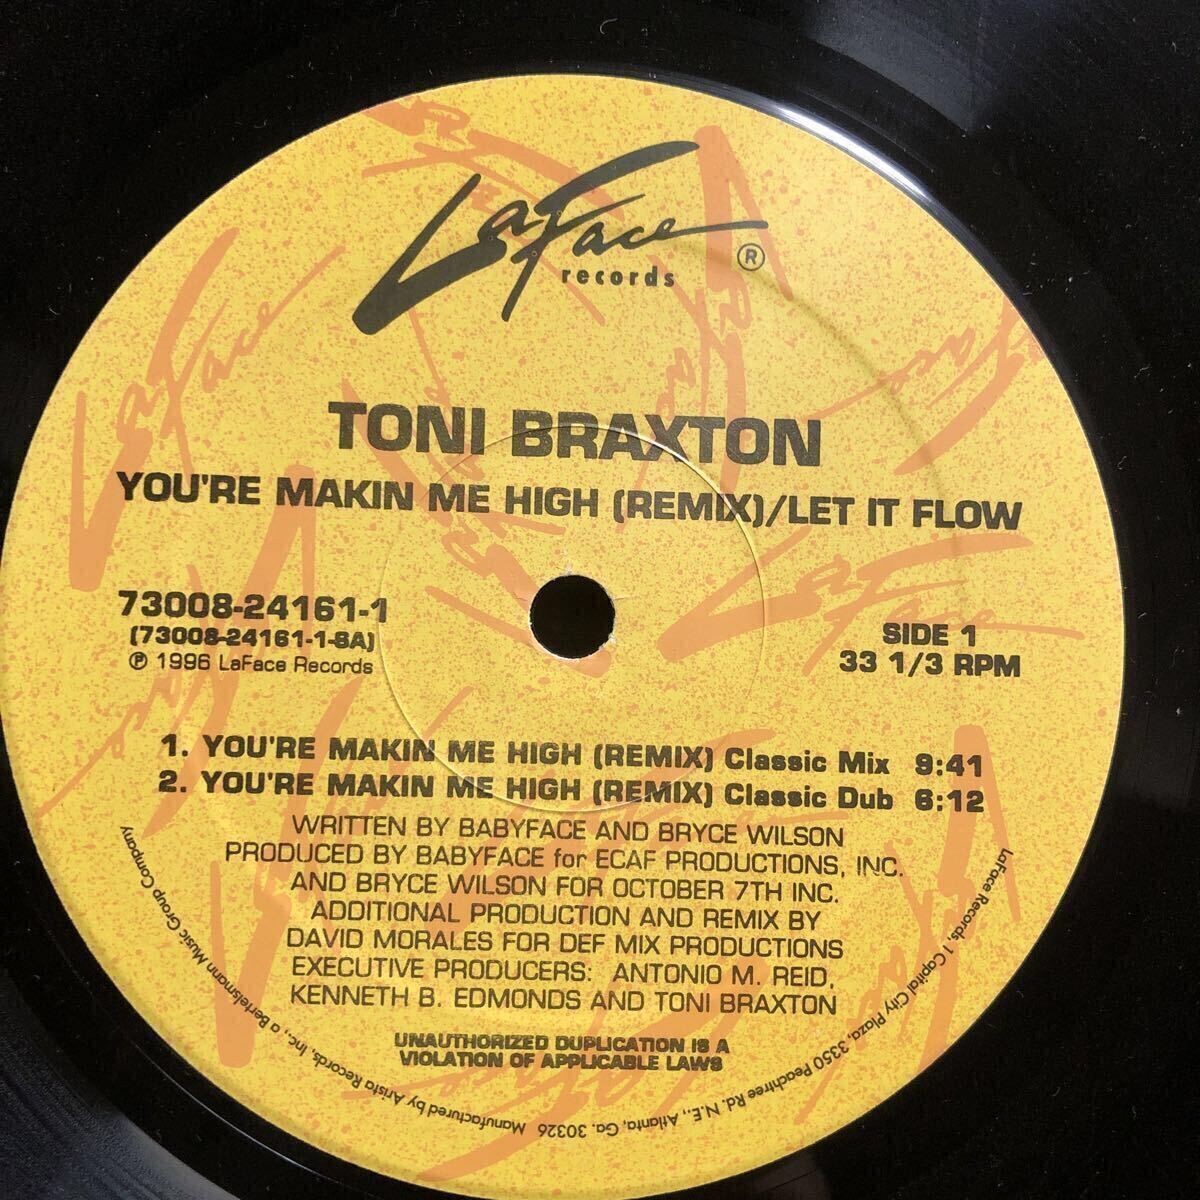 LaFace
records ®
TONI BRAXTON
YOU'RE MAKIN ME HIGH (REMIX)/LET IT FLOW
73008-24161-1
(73008-24161-1-SA)
℗ 1996 LaFace Records
SIDE 1
33 1/3 RPM
1. YOU'RE MAKIN ME HIGH (REMIX) Classic Mix 9:41
2. YOU'RE MAKIN ME HIGH (REMIX) Classic Dub 6:12
WRITTEN BY BABYFACE AND BRYCE WILSON
PRODUCED BY BABYFACE for ECAF PRODUCTIONS, INC.
AND BRYCE WILSON FOR OCTOBER 7TH INC.
ADDITIONAL PRODUCTION AND REMIX BY
DAVID MORALES FOR DEF MIX PRODUCTIONS
EXECUTIVE PRODUCERS: ANTONIO M. REID,
KENNETH B. EDMONDS AND TONI BRAXTON
UNAUTHORIZED DUPLICATION IS A
VIOLATION OF APPLICABLE LAWS
LaFace Records, 1 Capital City Plaza, 3350 Peachtree Rd. N.E., Atlanta, Ga. 30326 Manufactured by Arista Records, Inc., a Bertelsmann Music Group Company